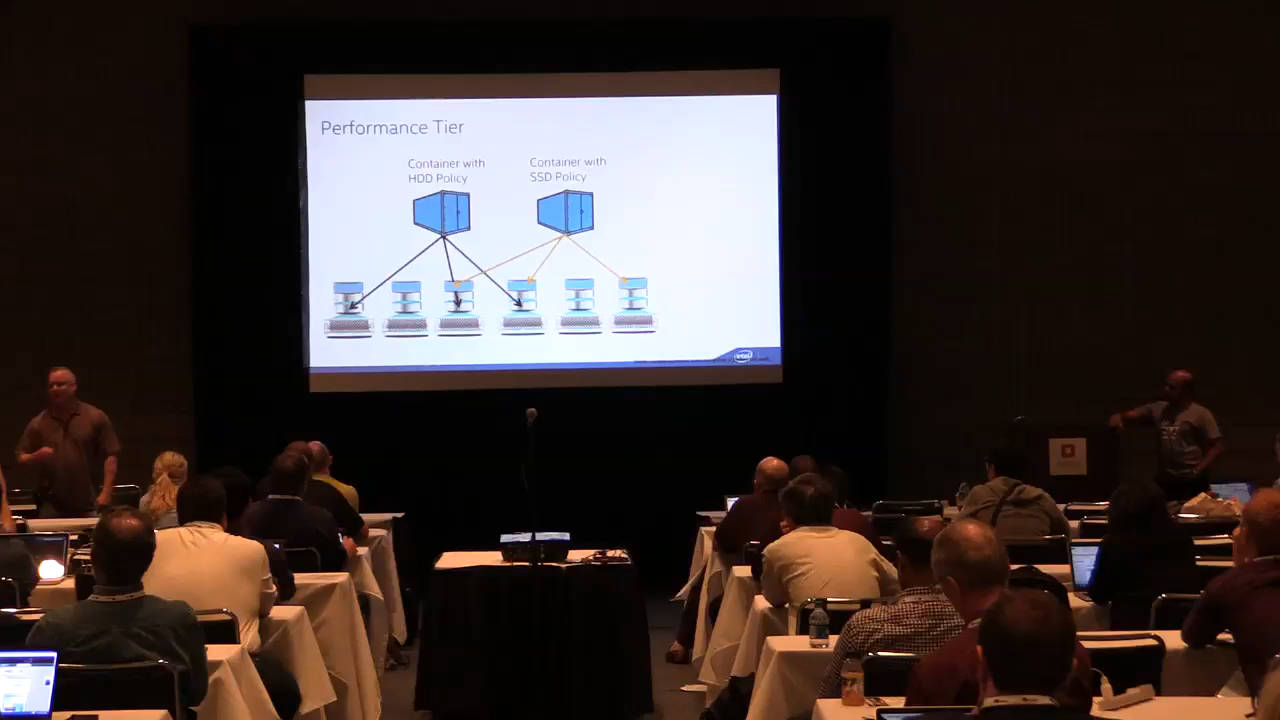 Performance Tier
Container with
HDD Policy
Container with
SSD Policy
intel